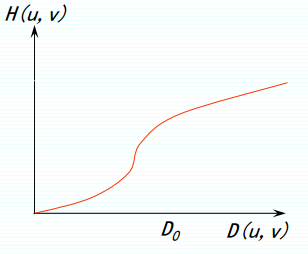 H(u, v)
D₀
D(u, v)